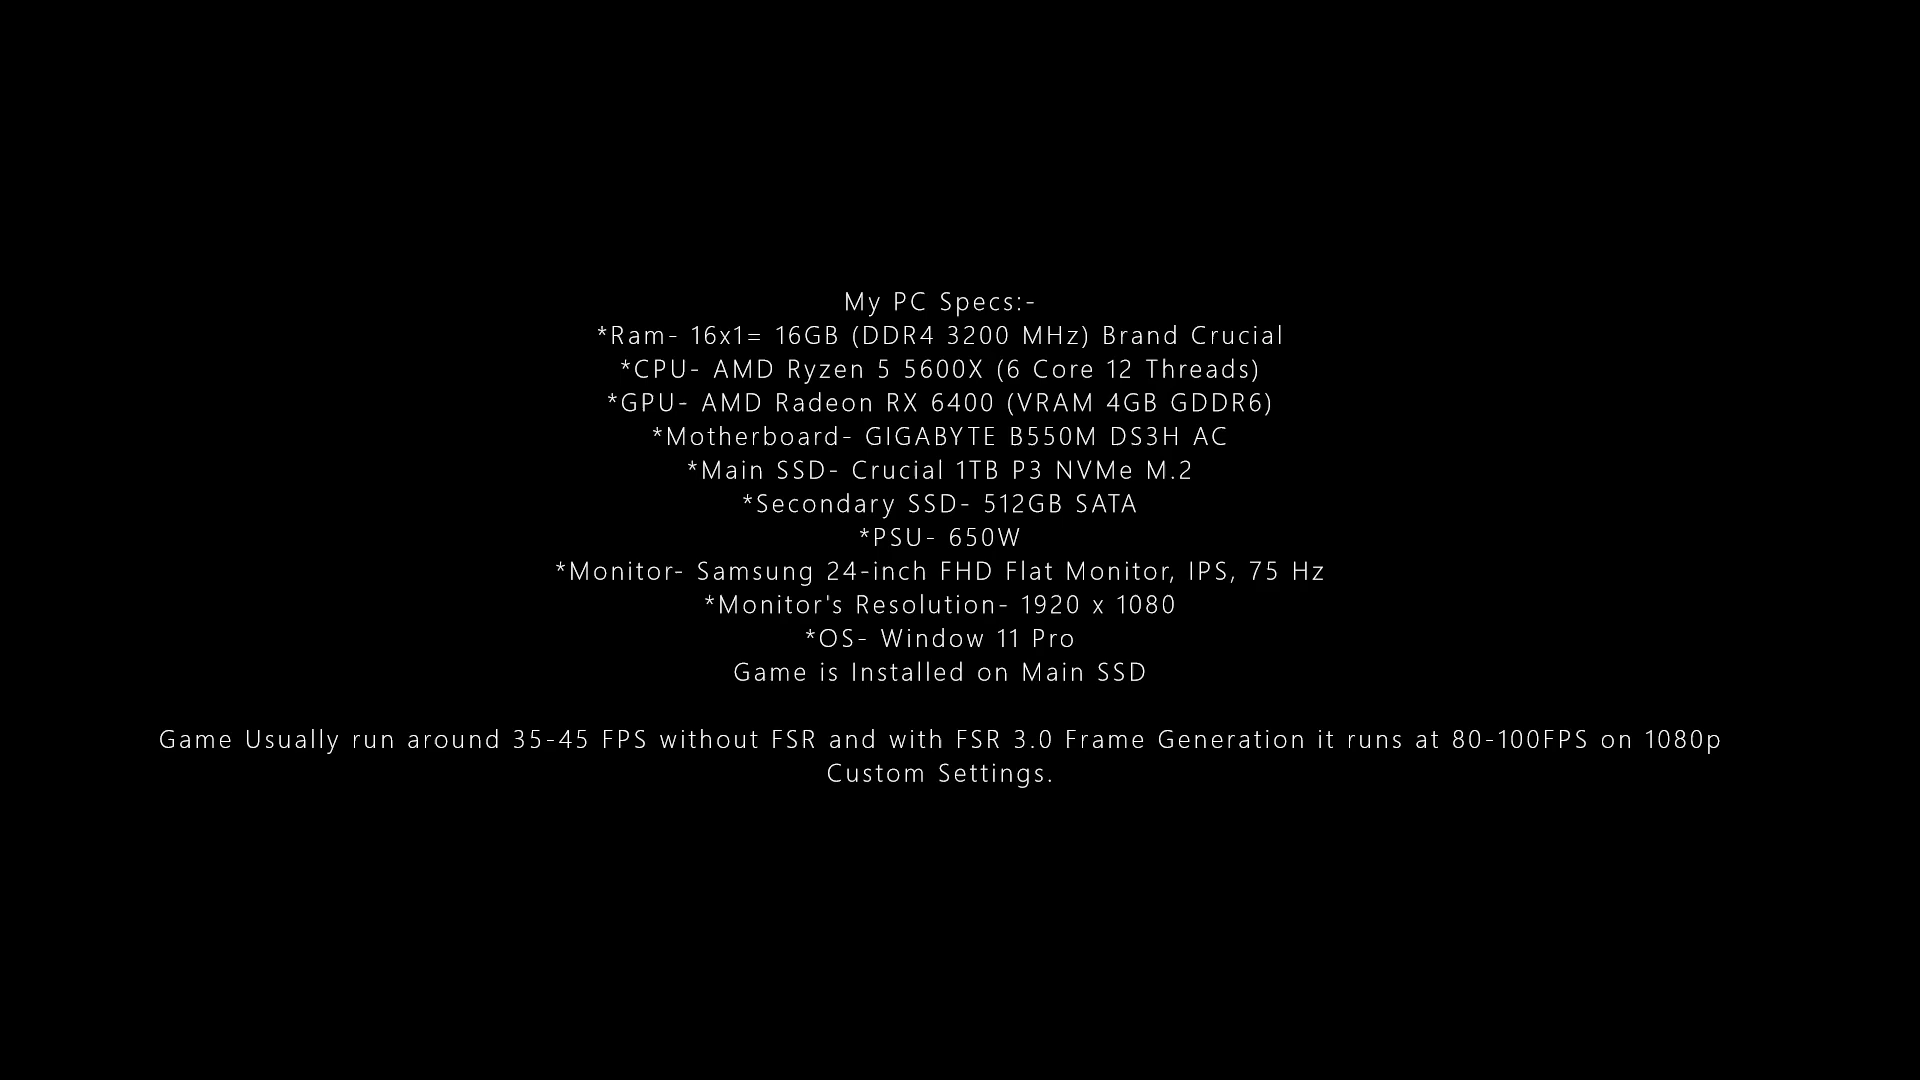 My PC Specs:-
*Ram- 16x1= 16GB (DDR4 3200 MHz) Brand Crucial
*CPU- AMD Ryzen 5 5600X (6 Core 12 Threads)
*GPU- AMD Radeon RX 6400 (VRAM 4GB GDDR6)
*Motherboard- GIGABYTE B550M DS3H AC
*Main SSD- Crucial 1TB P3 NVMe M.2
*Secondary SSD- 512GB SATA
*PSU- 650W
*Monitor- Samsung 24-inch FHD Flat Monitor, IPS, 75 Hz
*Monitor's Resolution- 1920 x 1080
*OS- Window 11 Pro
Game is Installed on Main SSD
Game Usually run around 35-45 FPS without FSR and with FSR 3.0 Frame Generation it runs at 80-100FPS on 1080p
Custom Settings.